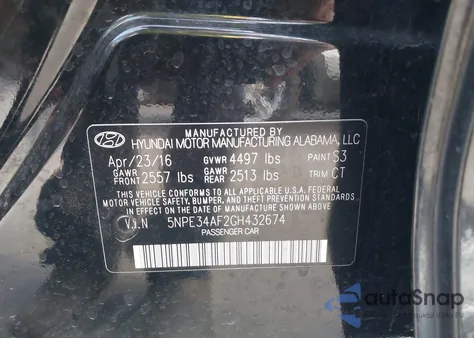 MANUFACTURED BY
HYUNDAI MOTOR MANUFACTURING ALABAMA, LLC
Apr/23/16 GVWR 4497 lbs PAINT S3
GAWR FRONT 2557 lbs GAWR REAR 2513 lbs TRIM CT
THIS VEHICLE CONFORMS TO ALL APPLICABLE FEDERAL
MOTOR VEHICLE SAFETY, BUMPER, AND THEFT PREVENTION
STANDARDS IN EFFECT ON THE DATE OF MANUFACTURE
SHOWN ABOVE.
V.I.N 5NPE34AF2GH432674
PASSENGER CAR
autoSnap